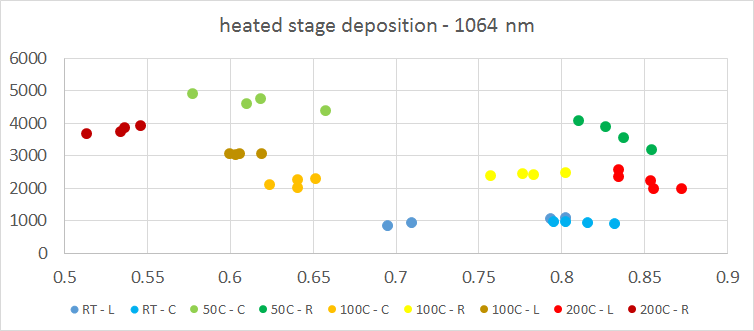 heated stage deposition - 1064 nm
6000
5000
4000
3000
2000
1000
0
0.5 0.55 0.6 0.65 0.7 0.75 0.8 0.85 0.9
RT - L RT - C 50C - C 50C - R 100C - C 100C - R 100C - L 200C - L 200C - R